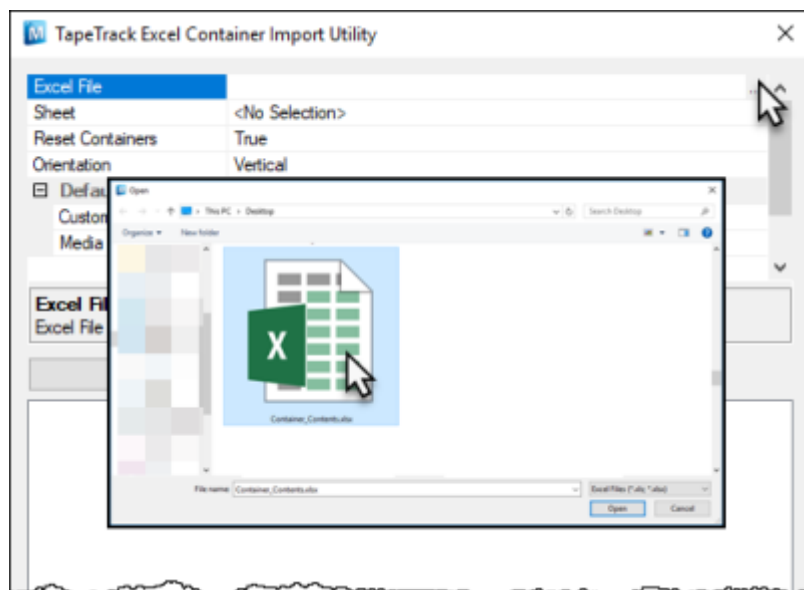 TapeTrack Excel Container Import Utility
Excel File
...
Sheet <No Selection>
Reset Containers True
Orientation Vertical
Defau
Custom
Media
Excel Fil
Excel File
Open
This PC > Desktop
Search Desktop
Organize
New folder
X
Container_Contents.xlsx
File name: Container_Contents.xlsx
Excel Files (*.xls; *.xlsx)
Open Cancel